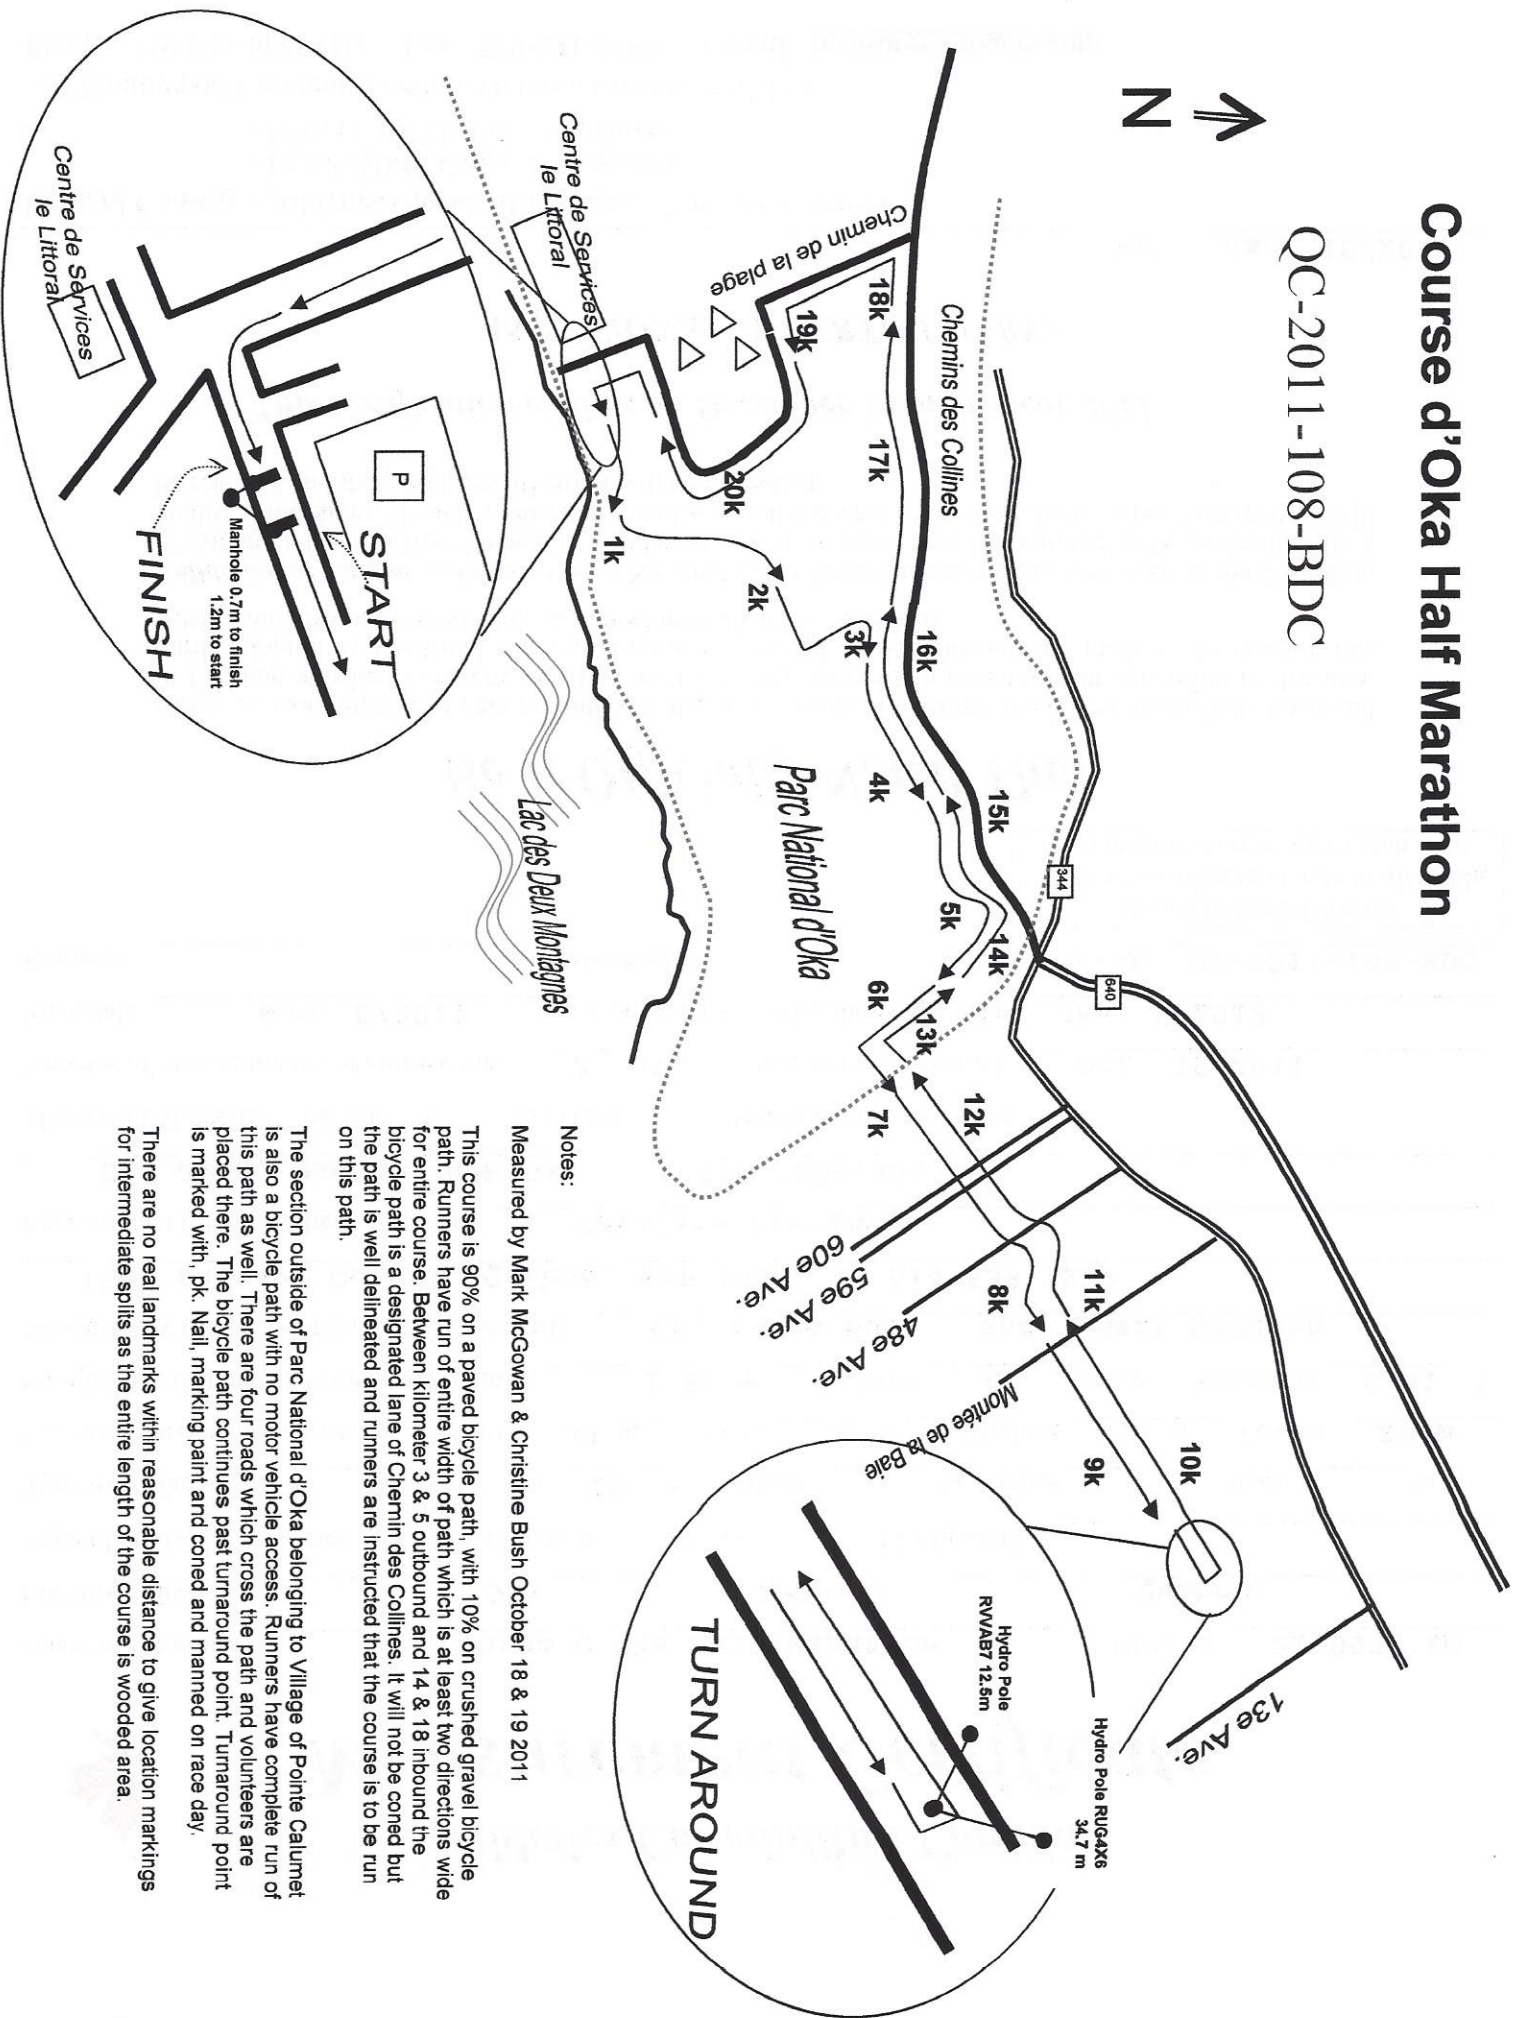 Course d'Oka Half Marathon
QC-2011-108-BDC
N
Chemins des Collines
Chemin de la plage
Centre de Services
le Littoral
Parc National d'Oka
Lac des Deux Montagnes
344
640
1k
2k
3k
4k
5k
6k
7k
8k
9k
10k
11k
12k
13k
14k
15k
16k
17k
18k
19k
20k
60e Ave.
59e Ave.
48e Ave.
Montée de la Baie
13e Ave.
Centre de Services
le Littoral
P
START
Manhole 0.7m to finish
1.2m to start
FINISH
Hydro Pole RUG4X6
34.7 m
Hydro Pole
RVVAB7 12.5m
TURN AROUND
Notes:
Measured by Mark McGowan & Christine Bush October 18 & 19 2011
This course is 90% on a paved bicycle path, with 10% on crushed gravel bicycle
path. Runners have run of entire width of path which is at least two directions wide
for entire course. Between kilometer 3 & 5 outbound and 14 & 18 inbound the
bicycle path is a designated lane of Chemin des Collines. It will not be coned but
the path is well delineated and runners are instructed that the course is to be run
on this path.
The section outside of Parc National d'Oka belonging to Village of Pointe Calumet
is also a bicycle path with no motor vehicle access. Runners have complete run of
this path as well. There are four roads which cross the path and volunteers are
placed there. The bicycle path continues past turnaround point. Turnaround point
is marked with, pk. Nail, marking paint and coned and manned on race day.
There are no real landmarks within reasonable distance to give location markings
for intermediate splits as the entire length of the course is wooded area.